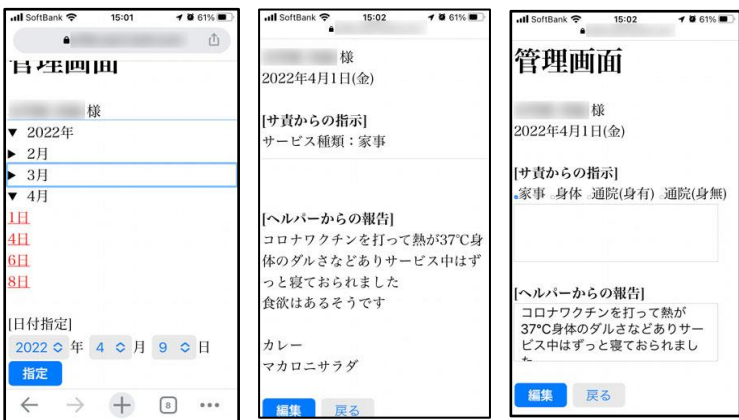 SoftBank 15:01 61%
管理画面
様
▼ 2022年
▶ 2月
▶ 3月
▼ 4月
1日
4日
6日
8日
[日付指定]
2022 年 4 月 9 日
指定
8
SoftBank 15:02 61%
様
2022年4月1日(金)
[サ責からの指示]
サービス種類：家事
[ヘルパーからの報告]
コロナワクチンを打って熱が37℃身
体のダルさなどありサービス中はず
っと寝ておられました
食欲はあるそうです
カレー
マカロニサラダ
編集 戻る
SoftBank 15:02 61%
管理画面
様
2022年4月1日(金)
[サ責からの指示]
家事 身体 通院(身有) 通院(身無)
[ヘルパーからの報告]
コロナワクチンを打って熱が
37℃身体のダルさなどありサー
ビス中はずっと寝ておられまし
た
編集 戻る